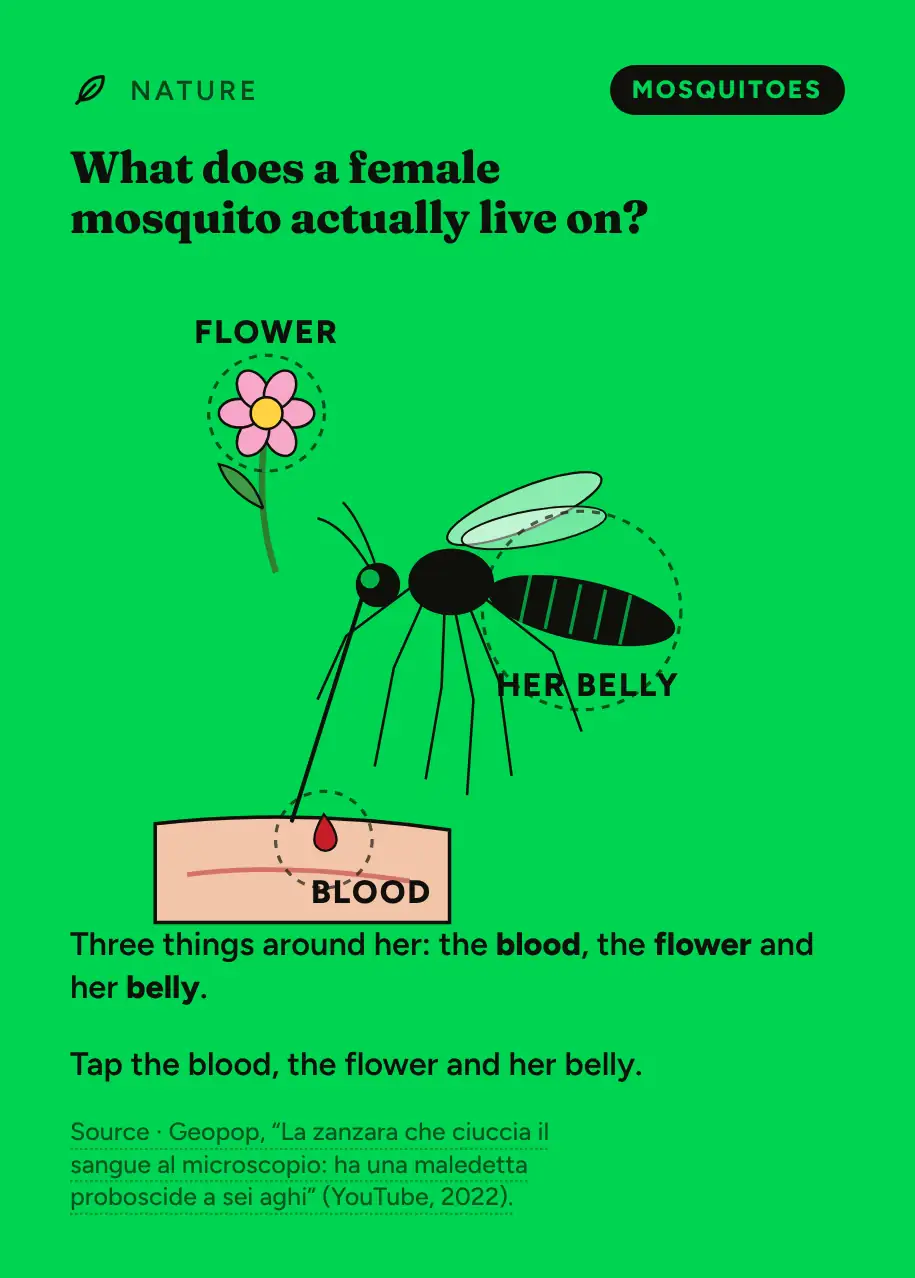 NATURE
MOSQUITOES
What does a female
mosquito actually live on?
FLOWER
HER BELLY
BLOOD
Three things around her: the blood, the flower and
her belly.
Tap the blood, the flower and her belly.
Source · Geopop, “La zanzara che ciuccia il
sangue al microscopio: ha una maledetta
proboscide a sei aghi” (YouTube, 2022).